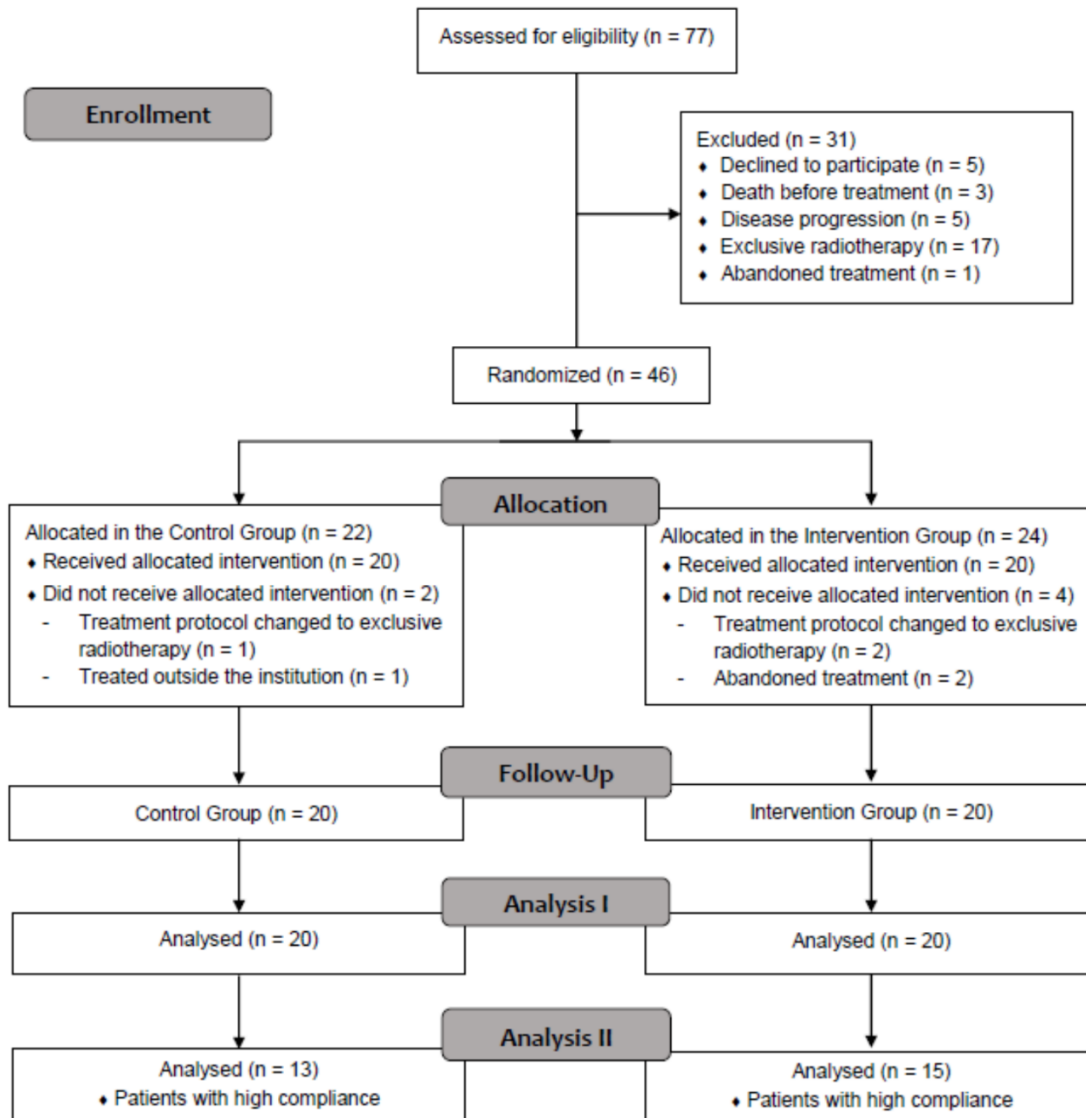 Assessed for eligibility (n = 77)
Enrollment
Excluded (n = 31)
♦ Declined to participate (n = 5)
♦ Death before treatment (n = 3)
♦ Disease progression (n = 5)
♦ Exclusive radiotherapy (n = 17)
♦ Abandoned treatment (n = 1)
Randomized (n = 46)
Allocation
Allocated in the Control Group (n = 22)
♦ Received allocated intervention (n = 20)
♦ Did not receive allocated intervention (n = 2)
- Treatment protocol changed to exclusive
radiotherapy (n = 1)
- Treated outside the institution (n = 1)
Allocated in the Intervention Group (n = 24)
♦ Received allocated intervention (n = 20)
♦ Did not receive allocated intervention (n = 4)
- Treatment protocol changed to exclusive
radiotherapy (n = 2)
- Abandoned treatment (n = 2)
Follow-Up
Control Group (n = 20)
Intervention Group (n = 20)
Analysis I
Analysed (n = 20)
Analysed (n = 20)
Analysis II
Analysed (n = 13)
♦ Patients with high compliance
Analysed (n = 15)
♦ Patients with high compliance